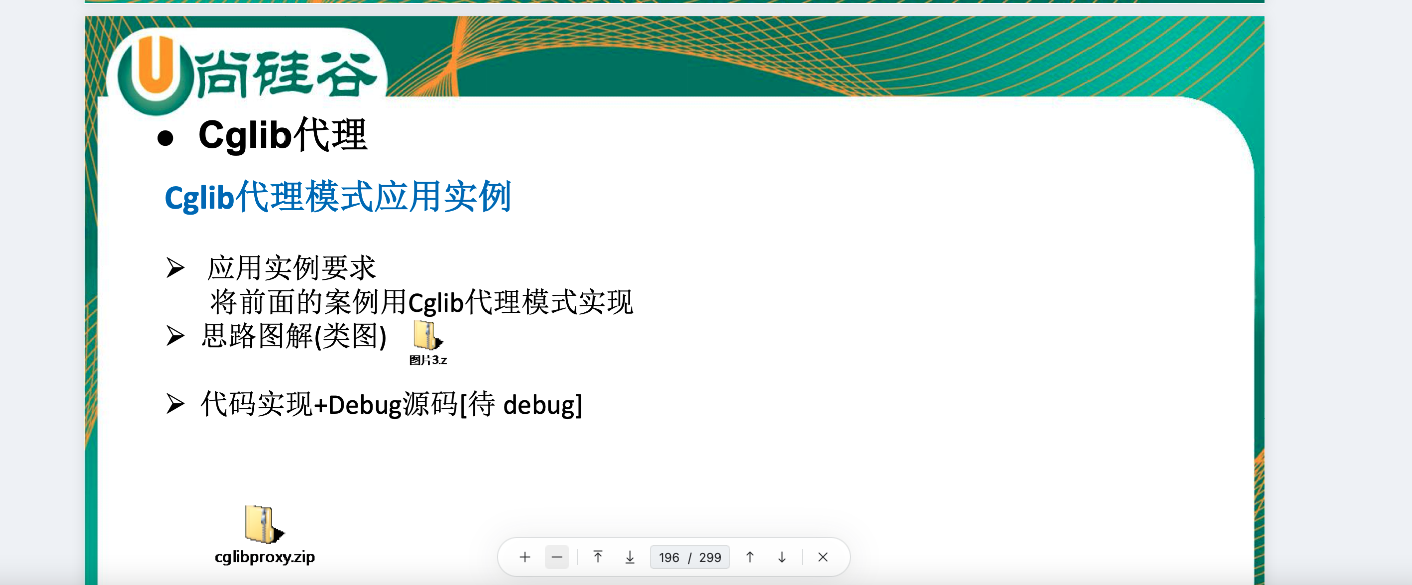 尚硅谷
● Cglib代理
Cglib代理模式应用实例
➢ 应用实例要求
将前面的案例用Cglib代理模式实现
➢ 思路图解(类图)
图片3.z
➢ 代码实现+Debug源码[待 debug]
cglibproxy.zip
196 / 299